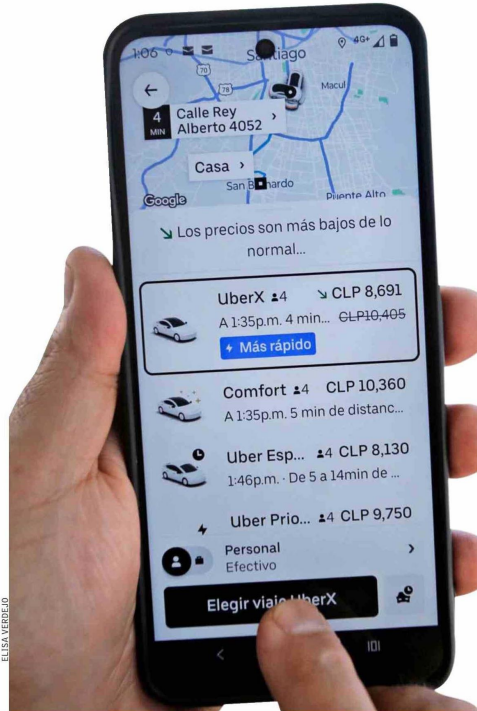 1:06
4G+
Santiago
70
78
Macul
4 MIN
Calle Rey
Alberto 4052 >
Casa >
San B rnardo
Google
Puente Alto
↘ Los precios son más bajos de lo
normal...
UberX 4 ↘ CLP 8,691
A 1:35p.m. 4 min... CLP10,405
Más rápido
Comfort 4 CLP 10,360
A 1:35p.m. 5 min de distanc...
Uber Esp... 4 CLP 8,130
1:46p.m. · De 5 a 14min de ...
Uber Prio... 4 CLP 9,750
Personal >
Efectivo
Elegir viaje UberX
ELISA VERDEJO